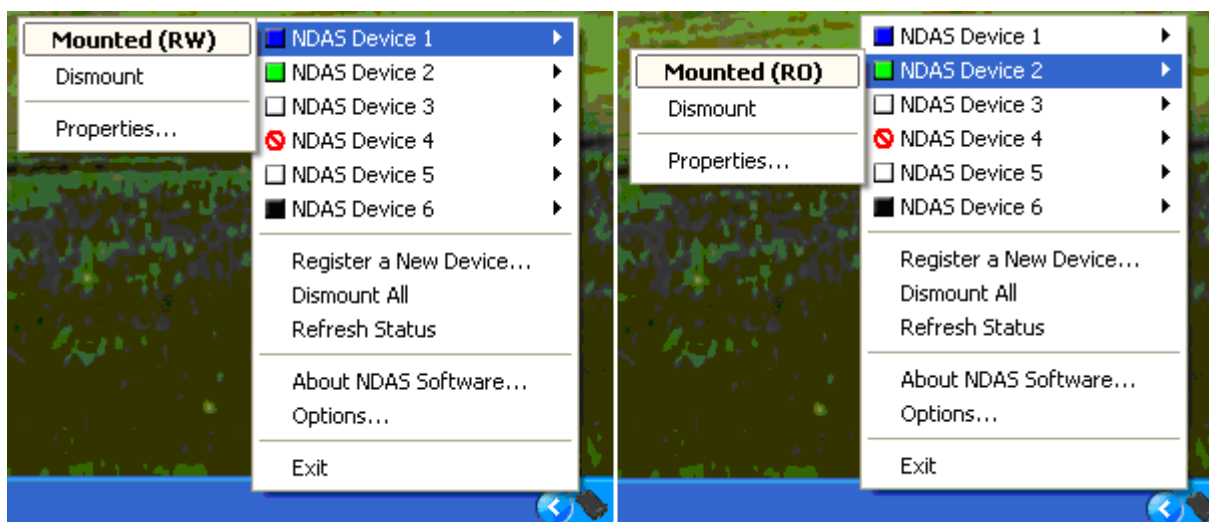 Mounted (RW)
Dismount
Properties...
NDAS Device 1
NDAS Device 2
NDAS Device 3
NDAS Device 4
NDAS Device 5
NDAS Device 6
Register a New Device...
Dismount All
Refresh Status
About NDAS Software...
Options...
Exit
Mounted (RO)
Dismount
Properties...
NDAS Device 1
NDAS Device 2
NDAS Device 3
NDAS Device 4
NDAS Device 5
NDAS Device 6
Register a New Device...
Dismount All
Refresh Status
About NDAS Software...
Options...
Exit